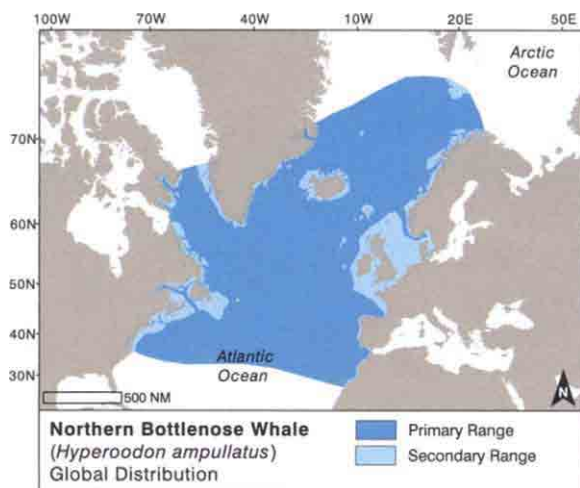 100W 70W 40W 10W 20E 50E
Arctic
Ocean
70N
60N
50N
40N
30N
Atlantic
Ocean
500 NM
N
Northern Bottlenose Whale
(Hyperoodon ampullatus)
Global Distribution
Primary Range
Secondary Range